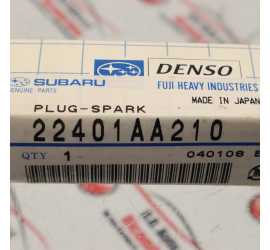 SUBARU DENSO
GENUINE PARTS FUJI HEAVY INDUSTRIES
MADE IN JAPAN
PLUG-SPARK
22401AA210
QTY 1 040108